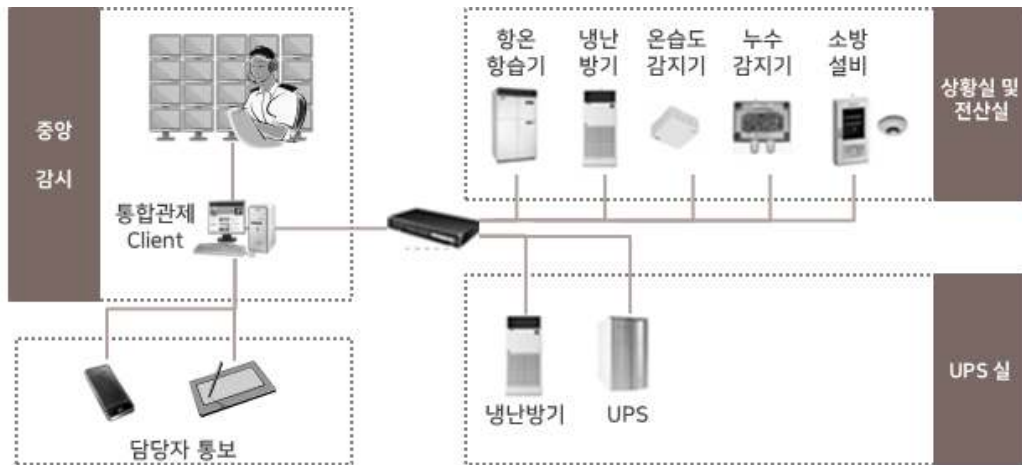 중앙
감시
통합관제
Client
담당자 통보
항온
항습기
냉난
방기
온습도
감지기
누수
감지기
소방
설비
상황실 및
전산실
냉난방기
UPS
UPS 실